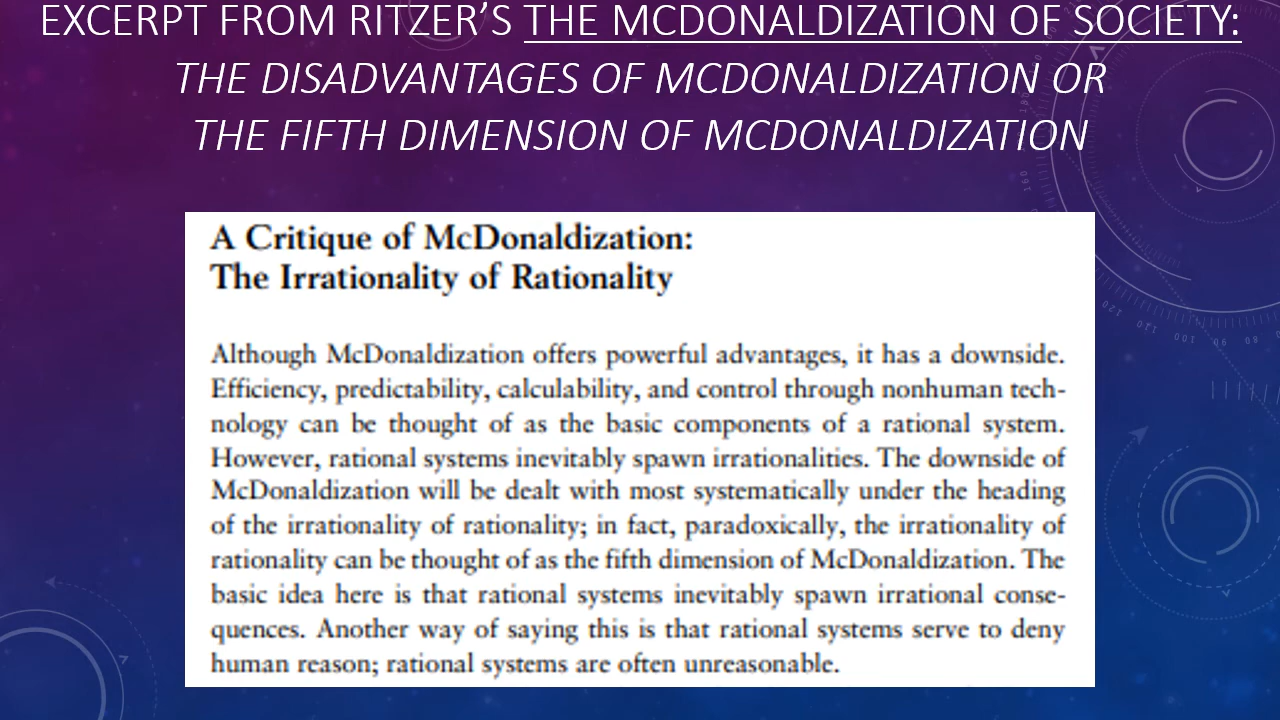 EXCERPT FROM RITZER’S THE MCDONALDIZATION OF SOCIETY:
THE DISADVANTAGES OF MCDONALDIZATION OR
THE FIFTH DIMENSION OF MCDONALDIZATION
A Critique of McDonaldization:
The Irrationality of Rationality
Although McDonaldization offers powerful advantages, it has a downside.
Efficiency, predictability, calculability, and control through nonhuman tech-
nology can be thought of as the basic components of a rational system.
However, rational systems inevitably spawn irrationalities. The downside of
McDonaldization will be dealt with most systematically under the heading
of the irrationality of rationality; in fact, paradoxically, the irrationality of
rationality can be thought of as the fifth dimension of McDonaldization. The
basic idea here is that rational systems inevitably spawn irrational conse-
quences. Another way of saying this is that rational systems serve to deny
human reason; rational systems are often unreasonable.